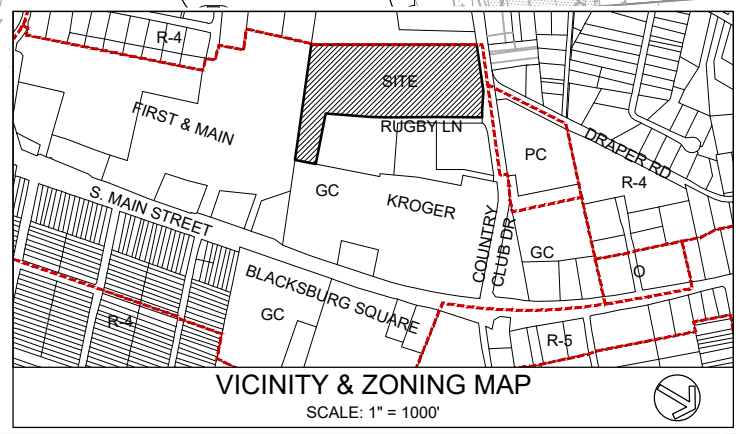 R-4
SITE
FIRST & MAIN
RUGBY LN
DRAPER RD
PC
R-4
GC
KROGER
S. MAIN STREET
COUNTRY
CLUB DR
GC
O
BLACKSBURG SQUARE
GC
R-4
R-5
VICINITY & ZONING MAP
SCALE: 1" = 1000'